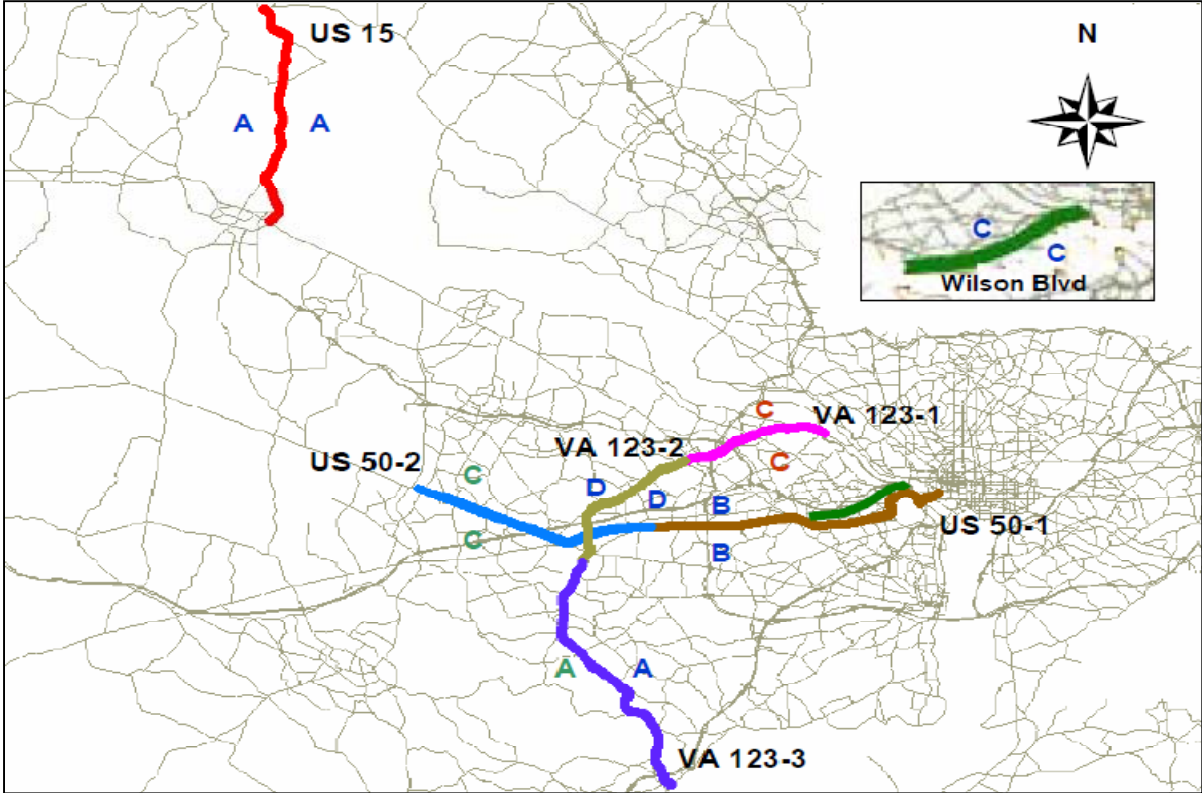 US 15
N
A A
C
C
Wilson Blvd
C
VA 123-1
VA 123-2
C
US 50-2
C
D
D
B
US 50-1
C
B
A
A
VA 123-3